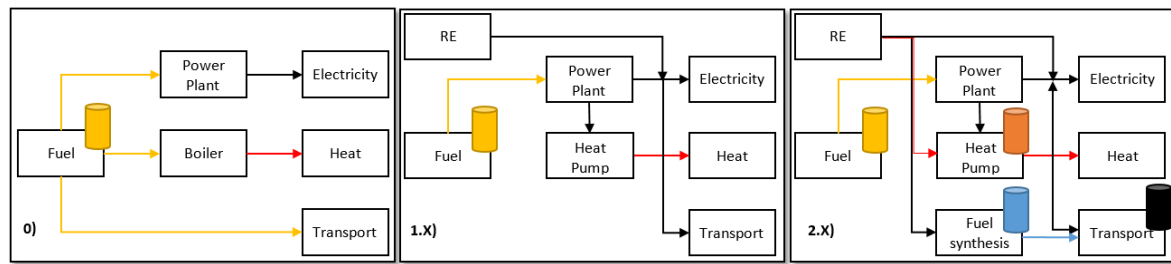 Power
Plant
Electricity
Fuel
Boiler
Heat
0)
Transport
RE
Power
Plant
Electricity
Fuel
Heat
Pump
Heat
1.X)
Transport
RE
Power
Plant
Electricity
Fuel
Heat
Pump
Heat
2.X)
Fuel
synthesis
Transport